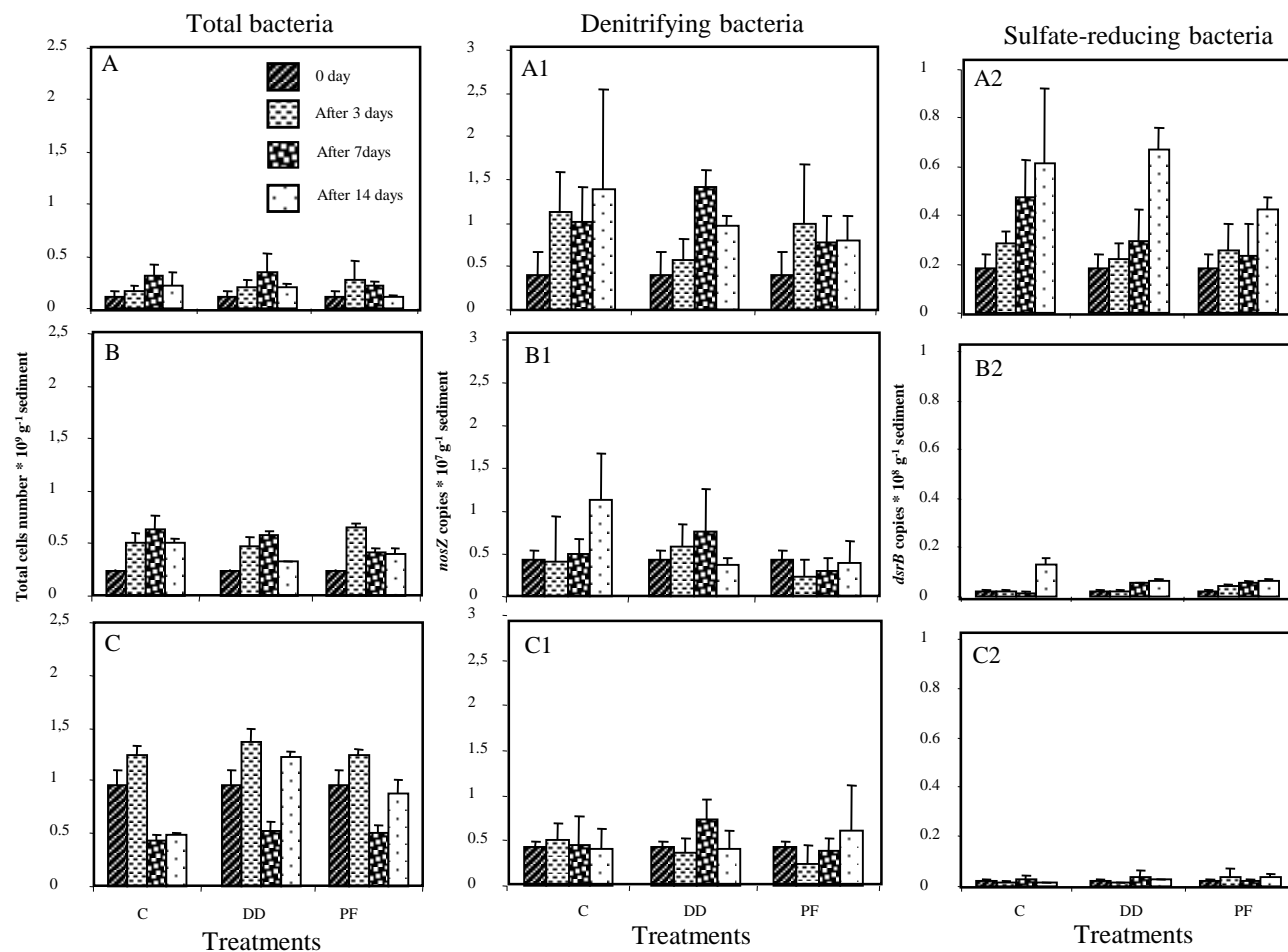 Total bacteria
Denitrifying bacteria
Sulfate-reducing bacteria
A
2.5
2
1.5
1
0.5
0
0 day
After 3 days
After 7days
After 14 days
A1
3
2,5
2
1,5
1
0.5
0
A2
1
0.8
0.6
0.4
0.2
0
B
2,5
2
1,5
1
0.5
0
B1
3
2,5
2
1,5
1
0.5
0
B2
1
0.8
0.6
0.4
0.2
0
C
2,5
2
1,5
1
0.5
0
C1
3
2,5
2
1,5
1
0.5
0
C2
1
0.8
0.6
0.4
0.2
0
Total cells number * 10⁹ g⁻¹ sediment
nosZ copies * 10⁷ g⁻¹ sediment
dsrB copies * 10⁸ g⁻¹ sediment
C DD PF
C DD PF
C DD PF
Treatments
Treatments
Treatments